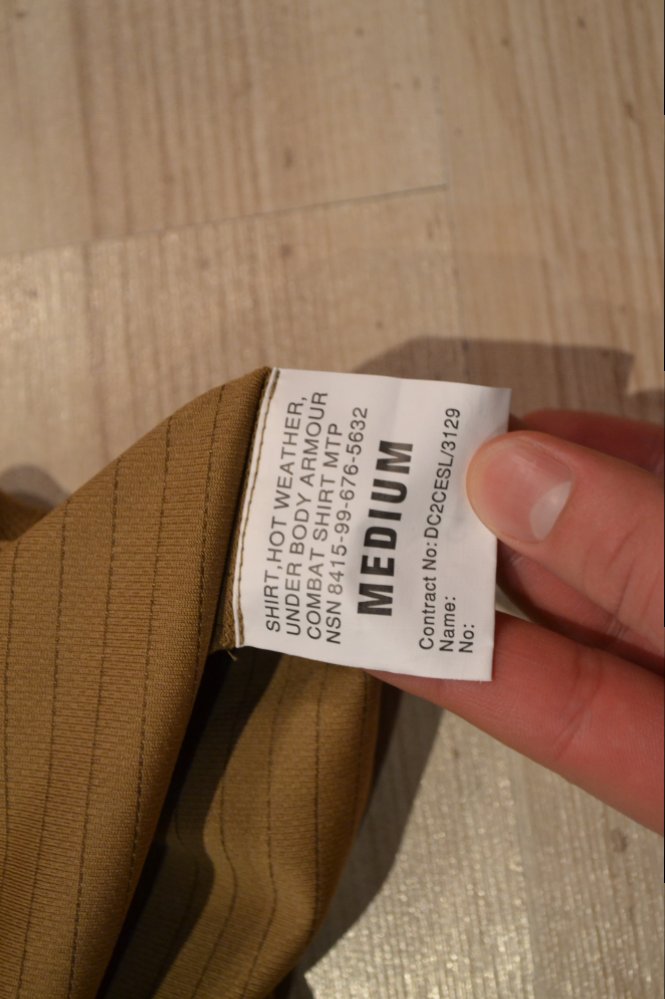 SHIRT,HOT WEATHER,
UNDER BODY ARMOUR
COMBAT SHIRT MTP
NSN 8415-99-676-5632
MEDIUM
Contract No: DC2CESL/3129
Name:
No: